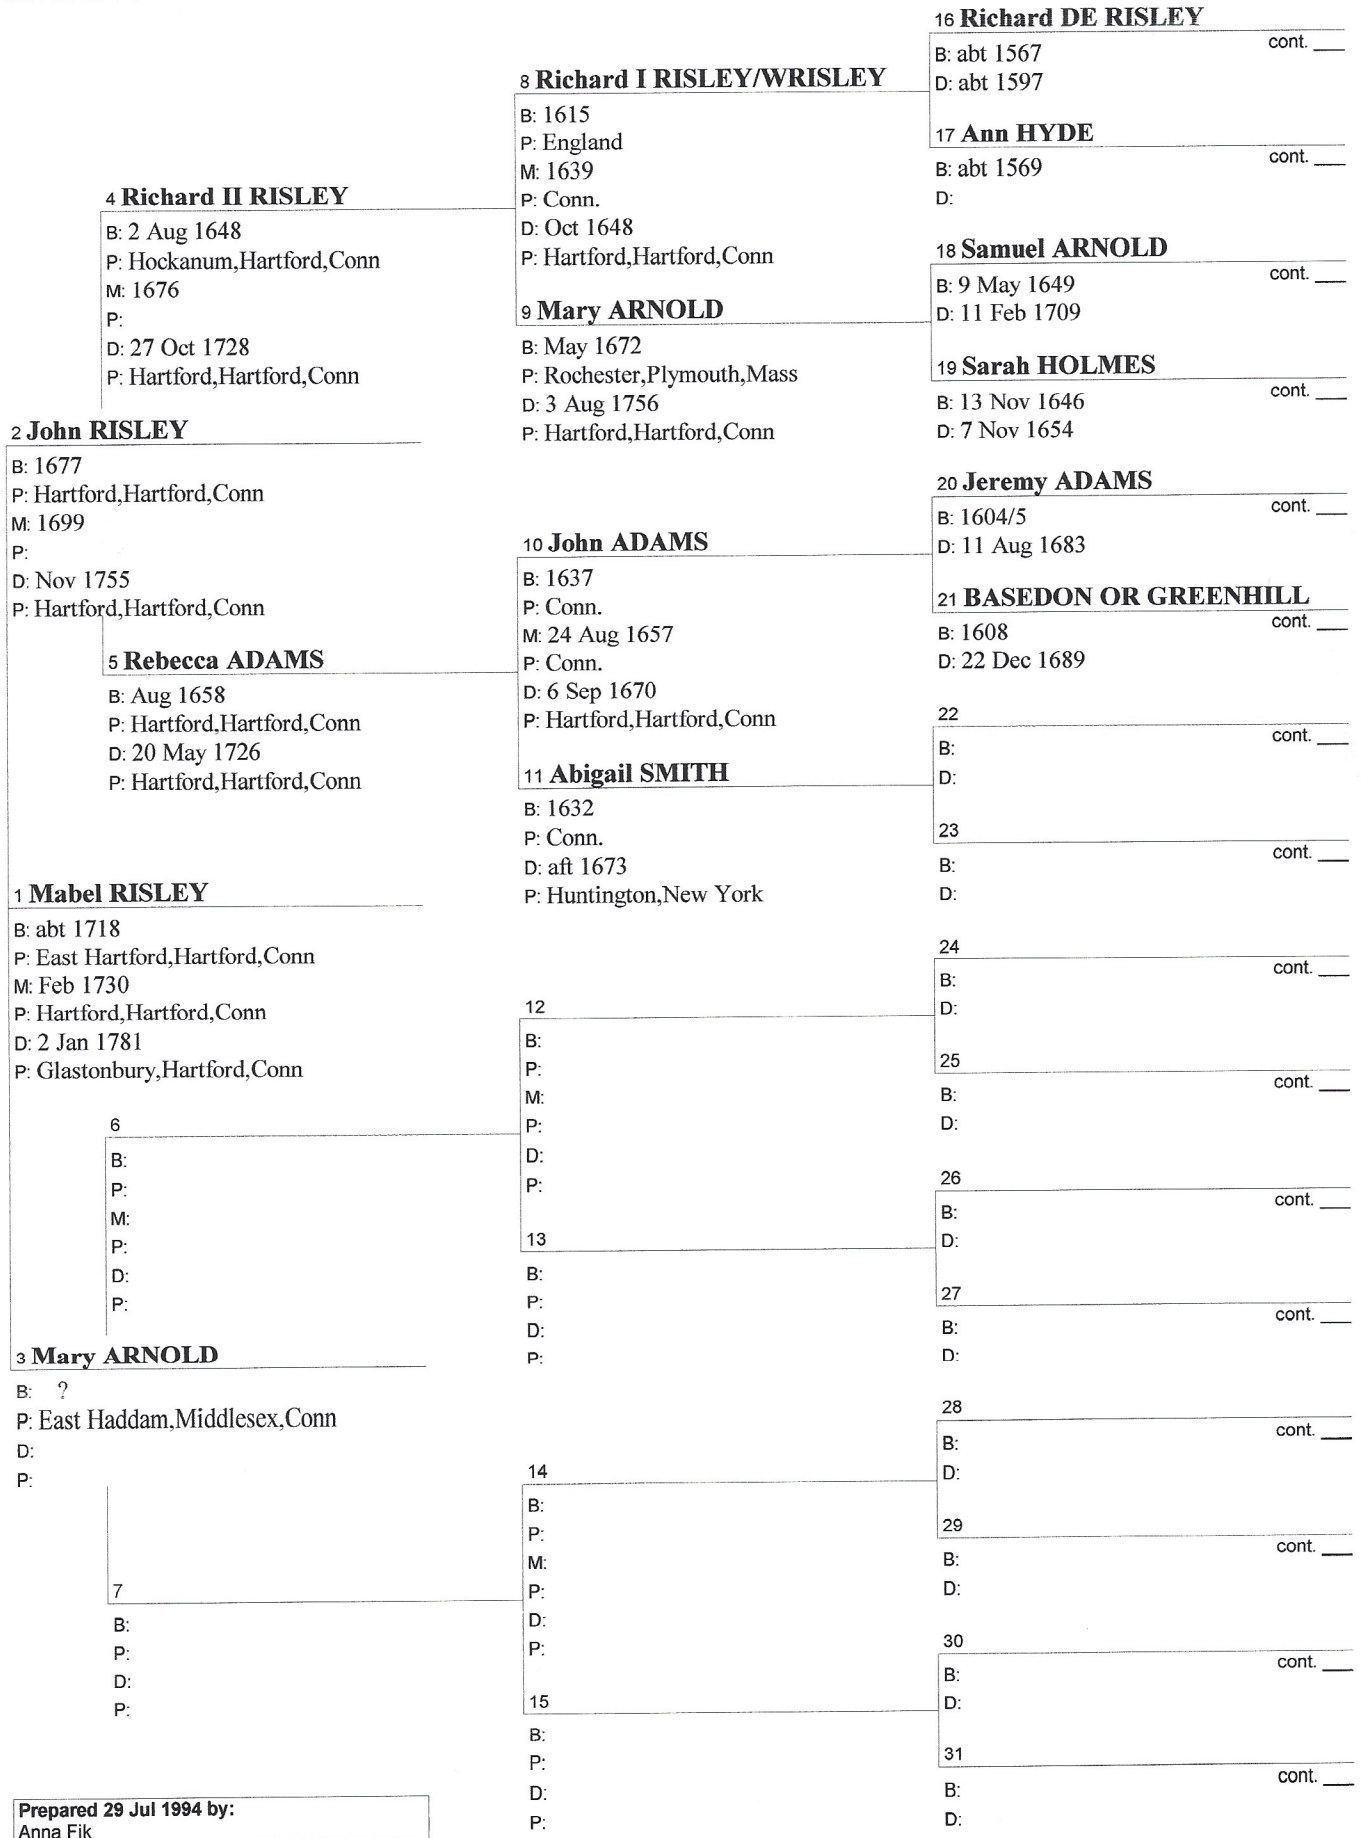 16 Richard DE RISLEY
cont. ___
B: abt 1567
D: abt 1597
8 Richard I RISLEY/WRISLEY
B: 1615
P: England
M: 1639
P: Conn.
D: Oct 1648
P: Hartford,Hartford,Conn
17 Ann HYDE
cont. ___
B: abt 1569
D:
4 Richard II RISLEY
B: 2 Aug 1648
P: Hockanum,Hartford,Conn
M: 1676
P:
D: 27 Oct 1728
P: Hartford,Hartford,Conn
18 Samuel ARNOLD
cont. ___
B: 9 May 1649
D: 11 Feb 1709
9 Mary ARNOLD
B: May 1672
P: Rochester,Plymouth,Mass
D: 3 Aug 1756
P: Hartford,Hartford,Conn
19 Sarah HOLMES
cont. ___
B: 13 Nov 1646
D: 7 Nov 1654
2 John RISLEY
B: 1677
P: Hartford,Hartford,Conn
M: 1699
P:
D: Nov 1755
P: Hartford,Hartford,Conn
20 Jeremy ADAMS
cont. ___
B: 1604/5
D: 11 Aug 1683
10 John ADAMS
B: 1637
P: Conn.
M: 24 Aug 1657
P: Conn.
D: 6 Sep 1670
P: Hartford,Hartford,Conn
21 BASEDON OR GREENHILL
cont. ___
B: 1608
D: 22 Dec 1689
5 Rebecca ADAMS
B: Aug 1658
P: Hartford,Hartford,Conn
D: 20 May 1726
P: Hartford,Hartford,Conn
22
cont. ___
B:
D:
11 Abigail SMITH
B: 1632
P: Conn.
D: aft 1673
P: Huntington,New York
23
cont. ___
B:
D:
1 Mabel RISLEY
B: abt 1718
P: East Hartford,Hartford,Conn
M: Feb 1730
P: Hartford,Hartford,Conn
D: 2 Jan 1781
P: Glastonbury,Hartford,Conn
24
cont. ___
B:
D:
12
B:
P:
M:
P:
D:
P:
25
cont. ___
B:
D:
6
B:
P:
M:
P:
D:
P:
26
cont. ___
B:
D:
13
B:
P:
D:
P:
27
cont. ___
B:
D:
3 Mary ARNOLD
B: ?
P: East Haddam,Middlesex,Conn
D:
P:
28
cont. ___
B:
D:
14
B:
P:
M:
P:
D:
P:
29
cont. ___
B:
D:
7
B:
P:
D:
P:
30
cont. ___
B:
D:
15
B:
P:
D:
P:
31
cont. ___
B:
D:
Prepared 29 Jul 1994 by:
Anna Fik